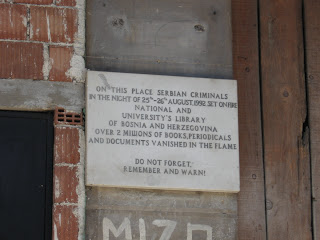 ON THIS PLACE SERBIAN CRIMINALS
IN THE NIGHT OF 25TH-26TH AUGUST,1992. SET ON FIRE
NATIONAL AND
UNIVERSITY'S LIBRARY
OF BOSNIA AND HERZEGOVINA
OVER 2 MILLIONS OF BOOKS,PERIODICALS
AND DOCUMENTS VANISHED IN THE FLAME.
DO NOT FORGET,
REMEMBER AND WARN!